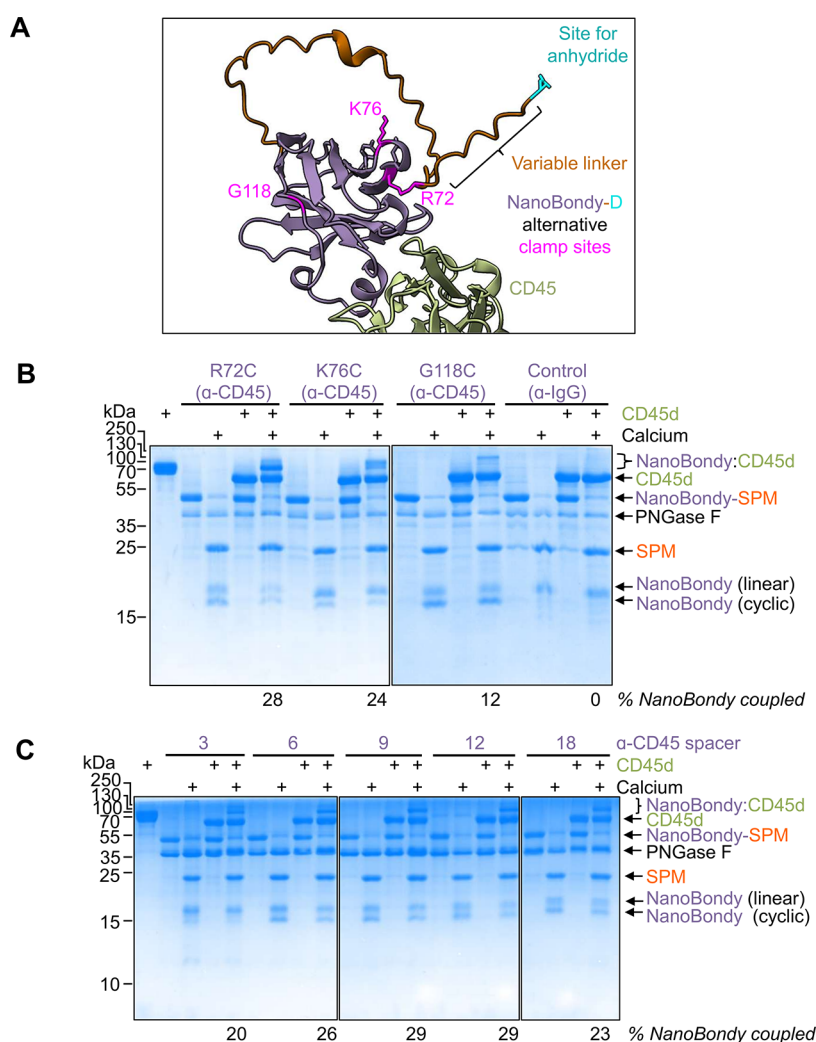 A
Site for
anhydride
K76
Variable linker
G118
R72
NanoBondy-D
alternative
clamp sites
CD45
B
R72C
(α-CD45)
K76C
(α-CD45)
G118C
(α-CD45)
Control
(α-IgG)
kDa
+ + + + + + + + + CD45d
+ + + + + + + + Calcium
250
130
100
70
55
35
25
15
NanoBondy:CD45d
CD45d
NanoBondy-SPM
PNGase F
SPM
NanoBondy (linear)
NanoBondy (cyclic)
28 24 12 0 % NanoBondy coupled
C
3 6 9 12 18 α-CD45 spacer
kDa
+ + + + + + + + + + + CD45d
+ + + + + + + + + + Calcium
250
130
100
70
55
35
25
15
10
NanoBondy:CD45d
CD45d
NanoBondy-SPM
PNGase F
SPM
NanoBondy (linear)
NanoBondy (cyclic)
20 26 29 29 23 % NanoBondy coupled